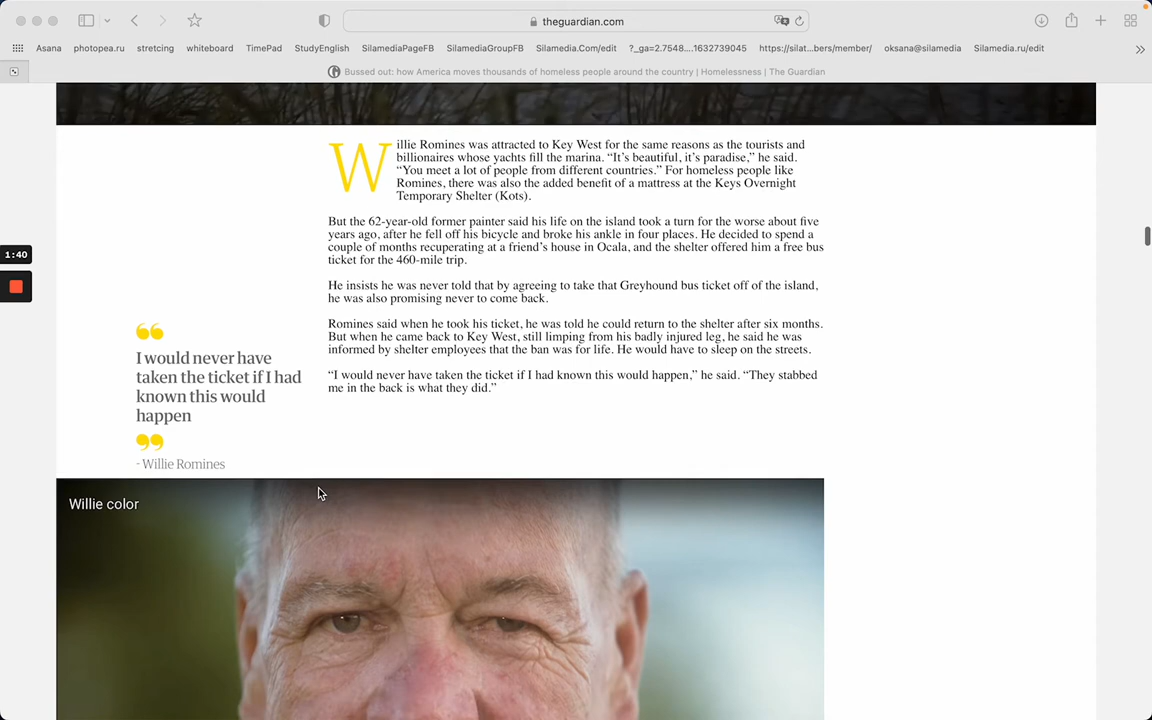 theguardian.com
Asana photopea.ru stretcing whiteboard TimePad StudyEnglish SilamediaPageFB SilamediaGroupFB Silamedia.Com/edit ?_ga=2.7548....1632739045 https://silat...bers/member/ oksana@silamedia Silamedia.ru/edit
Bussed out: how America moves thousands of homeless people around the country | Homelessness | The Guardian
Willie Romines was attracted to Key West for the same reasons as the tourists and
billionaires whose yachts fill the marina. “It’s beautiful, it’s paradise,” he said.
“You meet a lot of people from different countries.” For homeless people like
Romines, there was also the added benefit of a mattress at the Keys Overnight
Temporary Shelter (Kots).
But the 62-year-old former painter said his life on the island took a turn for the worse about five
years ago, after he fell off his bicycle and broke his ankle in four places. He decided to spend a
couple of months recuperating at a friend’s house in Ocala, and the shelter offered him a free bus
ticket for the 460-mile trip.
1:40
He insists he was never told that by agreeing to take that Greyhound bus ticket off of the island,
he was also promising never to come back.
Romines said when he took his ticket, he was told he could return to the shelter after six months.
But when he came back to Key West, still limping from his badly injured leg, he said he was
informed by shelter employees that the ban was for life. He would have to sleep on the streets.
“I would never have taken the ticket if I had known this would happen,” he said. “They stabbed
me in the back is what they did.”
“
I would never have
taken the ticket if I had
known this would
happen
”
- Willie Romines
Willie color